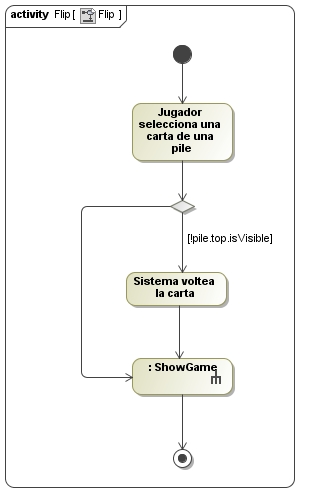 activity Flip [ Flip ]
Jugador
selecciona una
carta de una
pile
[!pile.top.isVisible]
Sistema voltea
la carta
: ShowGame